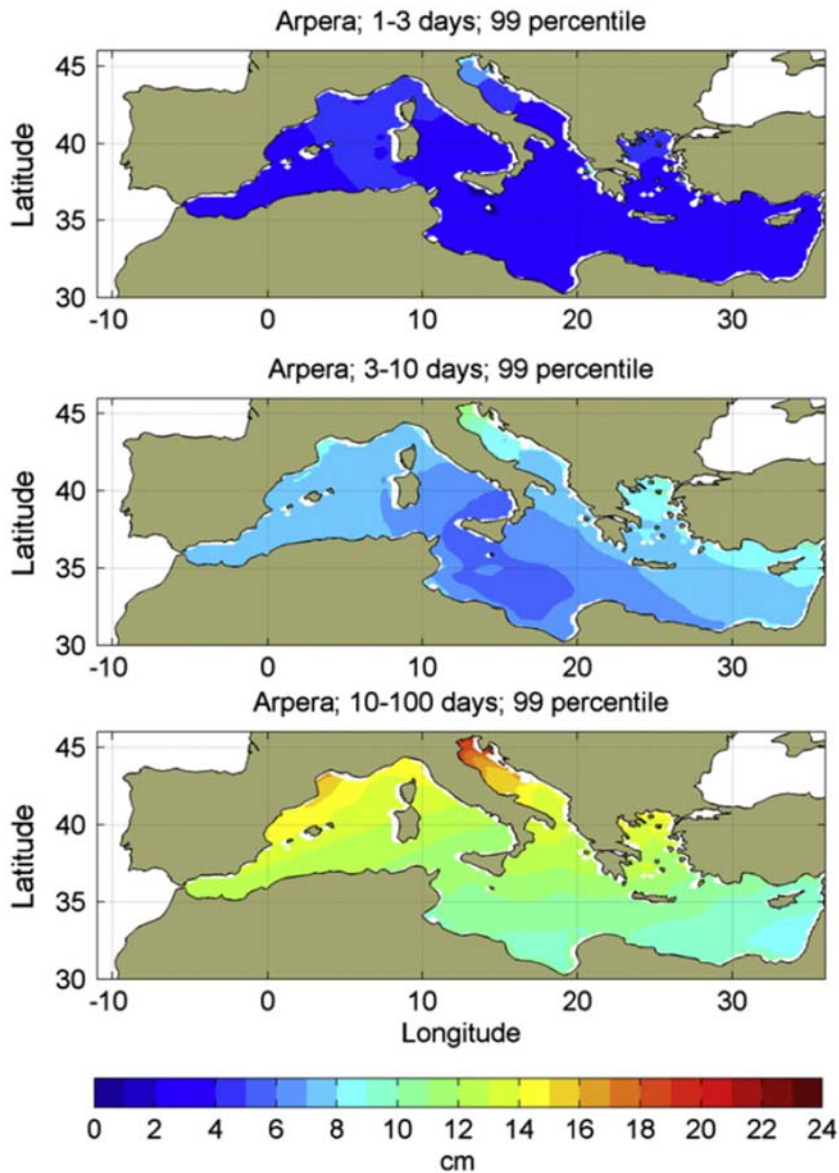 Arpera; 1-3 days; 99 percentile
45
40
35
30
Latitude
-10 0 10 20 30
Arpera; 3-10 days; 99 percentile
45
40
35
30
Latitude
-10 0 10 20 30
Arpera; 10-100 days; 99 percentile
45
40
35
30
Latitude
-10 0 10 20 30
Longitude
0 2 4 6 8 10 12 14 16 18 20 22 24
cm